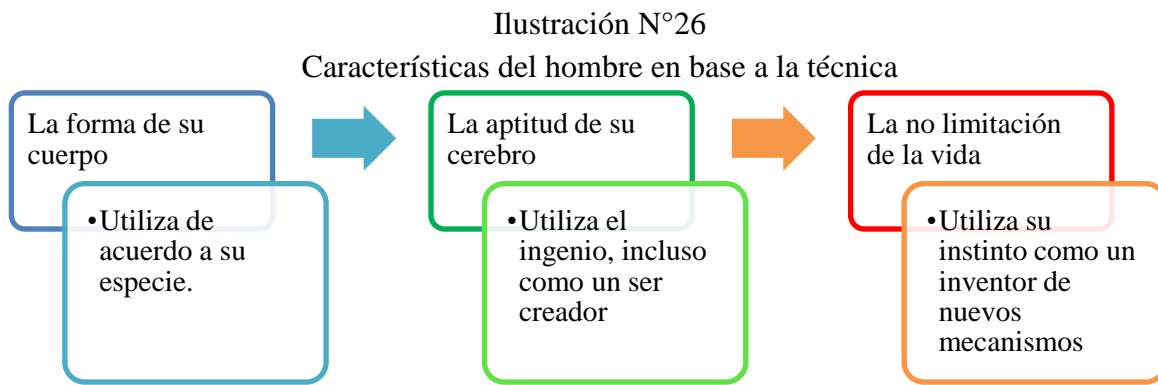 Ilustración N°26
Características del hombre en base a la técnica
La forma de su
cuerpo
•Utiliza de
acuerdo a su
especie.
La aptitud de su
cerebro
•Utiliza el
ingenio, incluso
como un ser
creador
La no limitación
de la vida
•Utiliza su
instinto como un
inventor de
nuevos
mecanismos